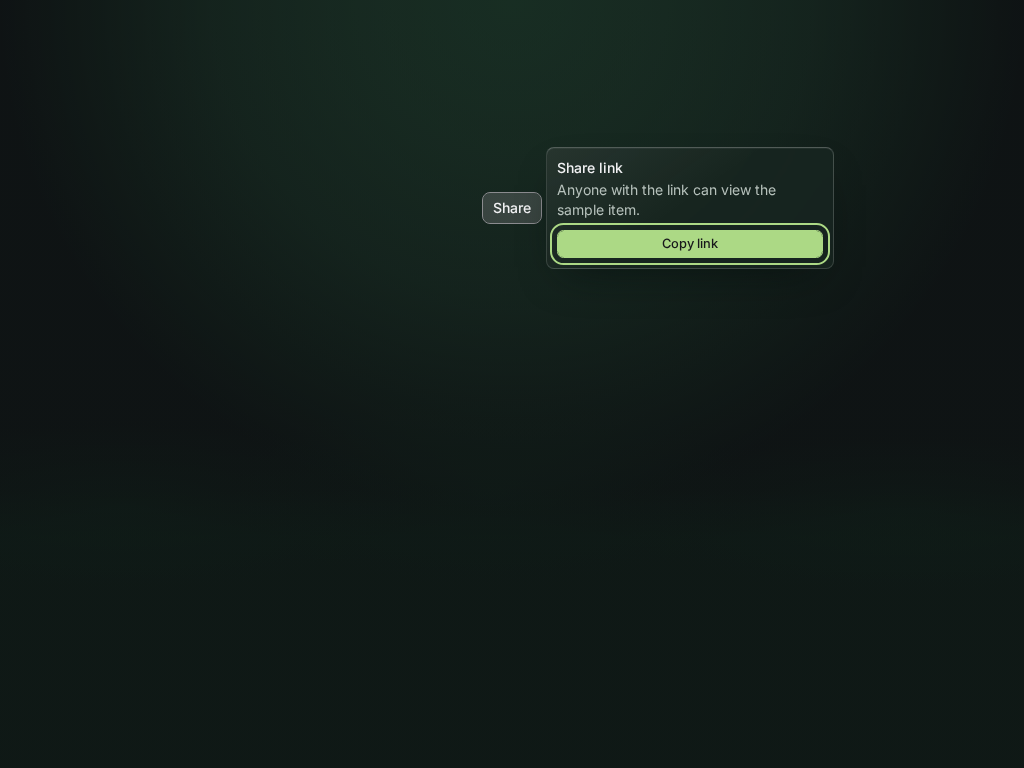 Share link
Anyone with the link can view the
sample item.
Share
Copy link